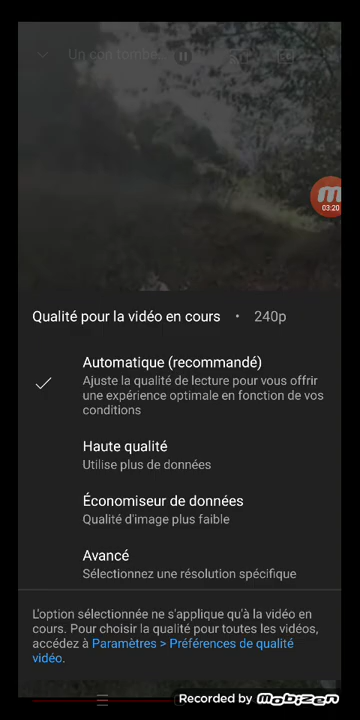 Un con tombe...
03:20
Qualité pour la vidéo en cours • 240p
Automatique (recommandé)
Ajuste la qualité de lecture pour vous offrir
une expérience optimale en fonction de vos
conditions
Haute qualité
Utilise plus de données
Économiseur de données
Qualité d'image plus faible
Avancé
Sélectionnez une résolution spécifique
L'option sélectionnée ne s'applique qu'à la vidéo en
cours. Pour choisir la qualité pour toutes les vidéos,
accédez à Paramètres > Préférences de qualité
vidéo.
Recorded by mobizen